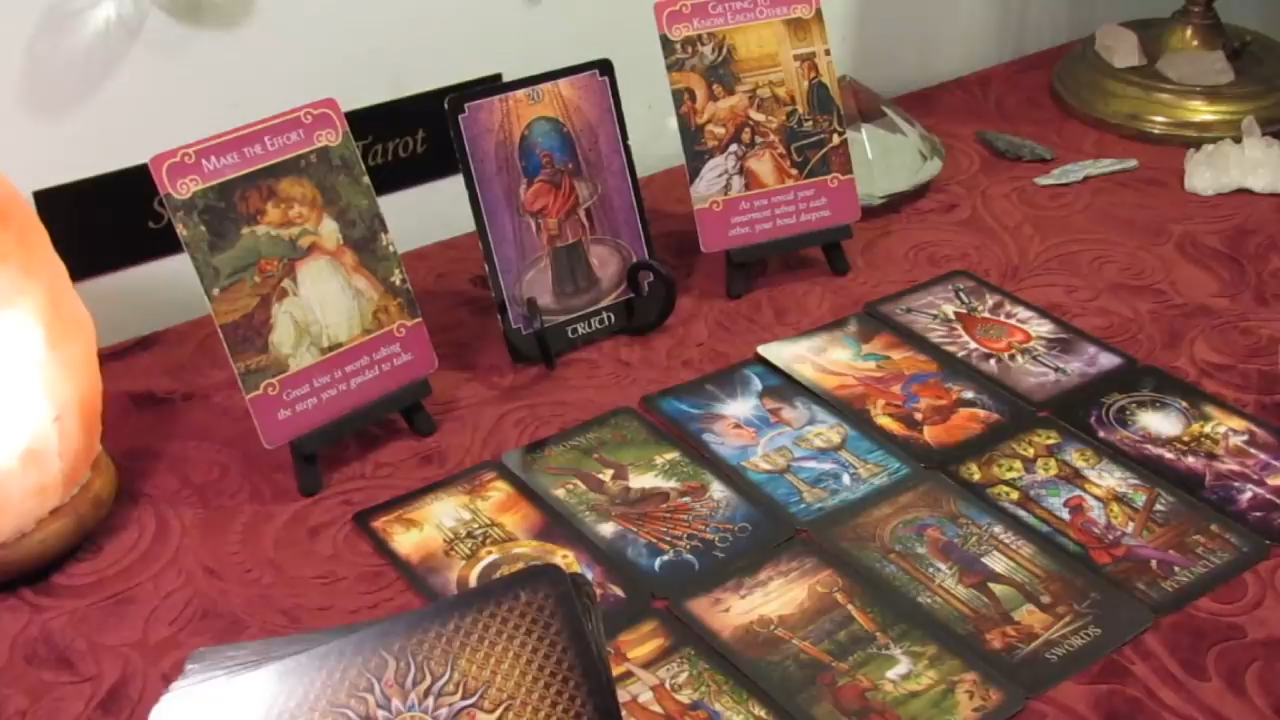 MAKE THE EFFORT
Great love is worth taking
the steps you're guided to take.
Tarot
20
TRUTH
GETTING TO
KNOW EACH OTHER
As you reveal your
innermost selves to each
other, your bond deepens.
SWORDS
PENTACLES